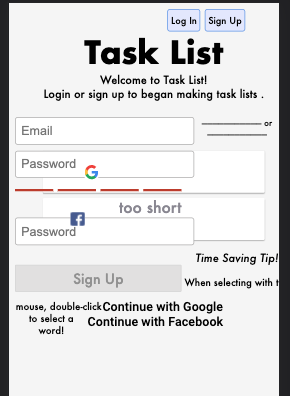 Log In Sign Up
Task List
Welcome to Task List!
Login or sign up to began making task lists .
Email
or
Password
too short
Password
Time Saving Tip!
Sign Up
When selecting with t
mouse, double-click
to select a
word!
Continue with Google
Continue with Facebook